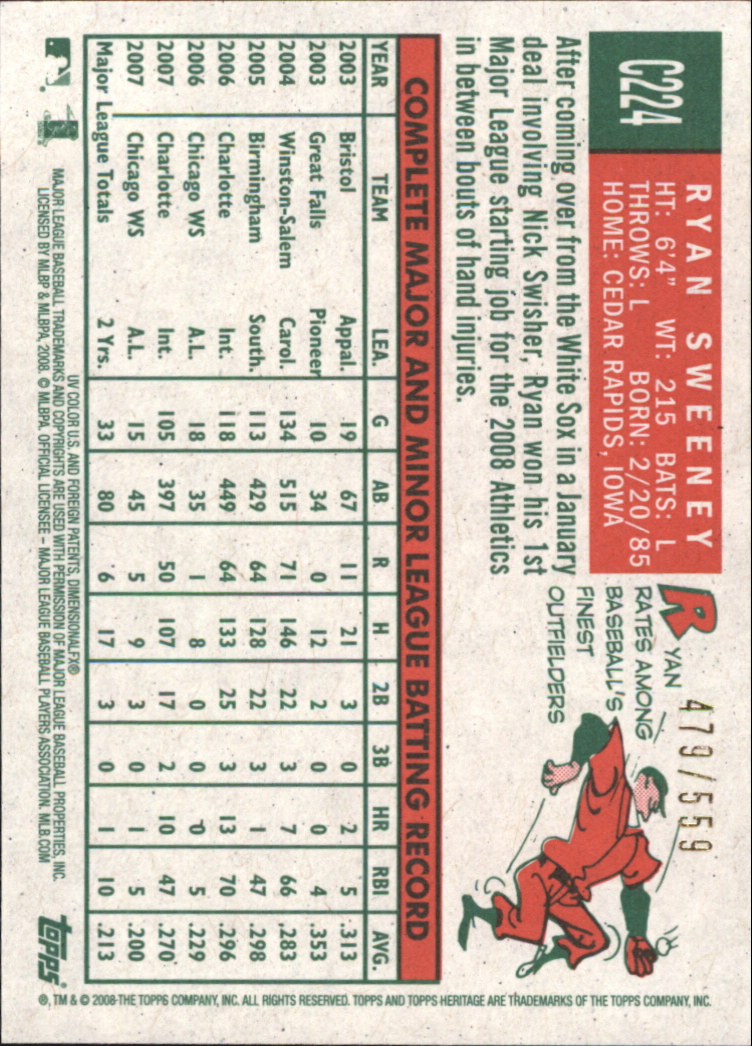 C224
RYAN SWEENEY
HT: 6'4" WT: 215 BATS: L
THROWS: L BORN: 2/20/85
HOME: CEDAR RAPIDS, IOWA
After coming over from the White Sox in a January
deal involving Nick Swisher, Ryan won his 1st
Major League starting job for the 2008 Athletics
in between bouts of hand injuries.
479/559
RYAN
RATES AMONG
BASEBALL'S
FINEST
OUTFIELDERS
COMPLETE MAJOR AND MINOR LEAGUE BATTING RECORD
YEAR TEAM LEA. G AB R H 2B 3B HR RBI AVG.
2003 Bristol Appal. 19 67 11 21 3 0 2 5 .313
2003 Great Falls Pioneer 10 34 0 12 2 0 0 4 .353
2004 Winston-Salem Carol. 134 515 71 146 22 3 7 66 .283
2005 Birmingham South. 113 429 64 128 22 3 1 47 .298
2006 Charlotte Int. 118 449 64 133 25 3 13 70 .296
2006 Chicago WS A.L. 18 35 1 8 0 0 0 5 .229
2007 Charlotte Int. 105 397 50 107 17 2 10 47 .270
2007 Chicago WS A.L. 15 45 5 9 3 0 1 5 .200
Major League Totals 2 Yrs. 33 80 6 17 3 0 1 10 .213
UV COLOR U.S. AND FOREIGN PATENTS, DIMENSIONALFX®
MAJOR LEAGUE BASEBALL TRADEMARKS AND COPYRIGHTS ARE USED WITH PERMISSION OF MAJOR LEAGUE BASEBALL PROPERTIES, INC.
LICENSED BY MLBP & MLBPA, 2008. © MLBPA. OFFICIAL LICENSEE – MAJOR LEAGUE BASEBALL PLAYERS ASSOCIATION. MLB.COM
topps
®, TM & © 2008 THE TOPPS COMPANY, INC. ALL RIGHTS RESERVED. TOPPS AND TOPPS HERITAGE ARE TRADEMARKS OF THE TOPPS COMPANY, INC.